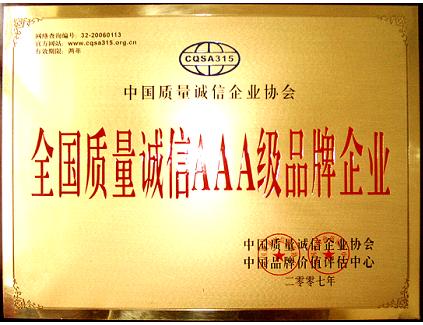 网络查询编号：32-20060113
官方网站：www.cqsa315.org.cn
有效期限：两年
CQSA315
中国质量诚信企业协会
全国质量诚信AAA级品牌企业
中国质量诚信企业协会
中国品牌价值评估中心
二零零七年